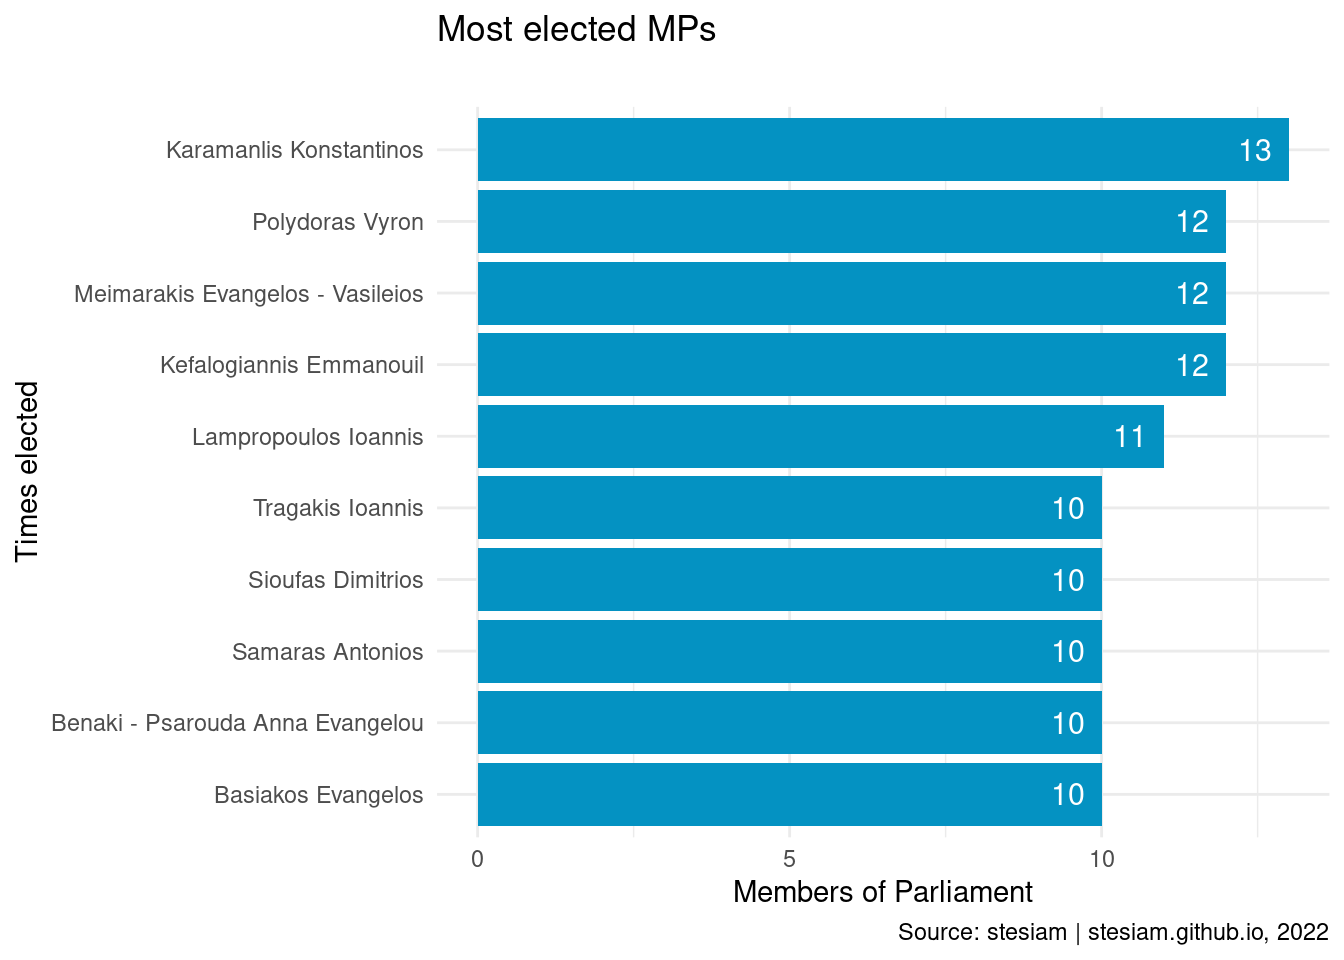 Most elected MPs
Karamanlis Konstantinos 13
Polydoras Vyron 12
Meimarakis Evangelos - Vasileios 12
Kefalogiannis Emmanouil 12
Lampropoulos Ioannis 11
Tragakis Ioannis 10
Sioufas Dimitrios 10
Samaras Antonios 10
Benaki - Psarouda Anna Evangelou 10
Basiakos Evangelos 10
Times elected
0 5 10
Members of Parliament
Source: stesiam | stesiam.github.io, 2022